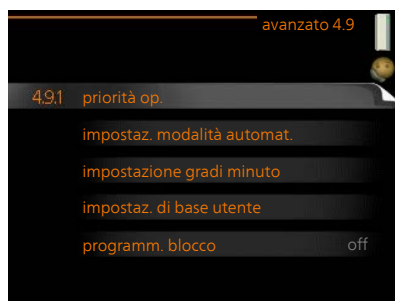 avanzato 4.9
4.9.1 priorità op.
impostaz. modalità automat.
impostazione gradi minuto
impostaz. di base utente
programm. blocco off